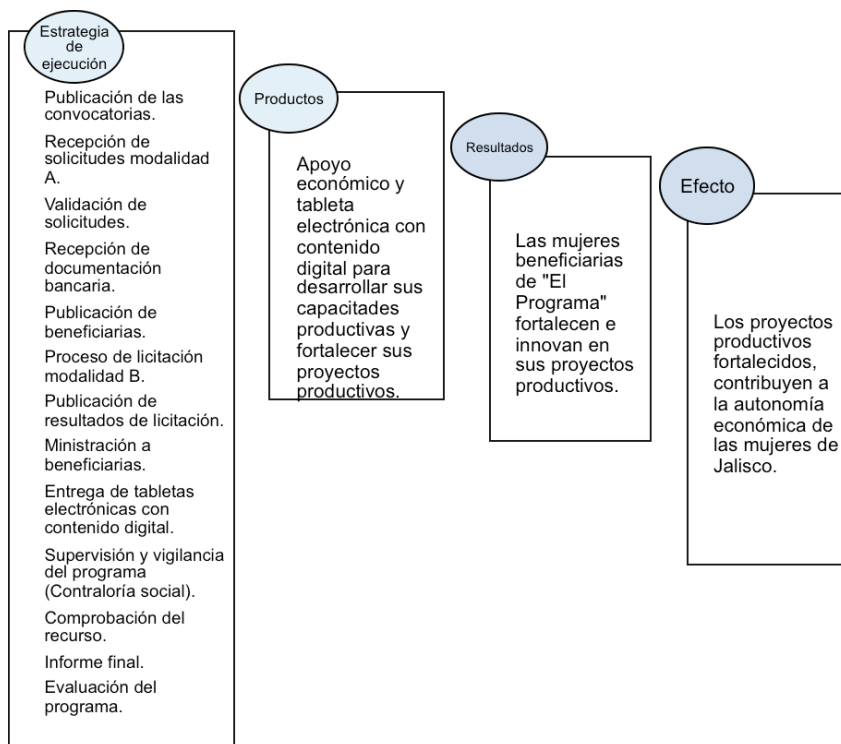 Estrategia
de
ejecución
Publicación de las
convocatorias.
Recepción de
solicitudes modalidad
A.
Validación de
solicitudes.
Recepción de
documentación
bancaria.
Publicación de
beneficiarias.
Proceso de licitación
modalidad B.
Publicación de
resultados de licitación.
Ministración a
beneficiarias.
Entrega de tabletas
electrónicas con
contenido digital.
Supervisión y vigilancia
del programa
(Contraloría social).
Comprobación del
recurso.
Informe final.
Evaluación del
programa.
Productos
Apoyo
económico y
tableta
electrónica con
contenido
digital para
desarrollar sus
capacitades
productivas y
fortalecer sus
proyectos
productivos.
Resultados
Las mujeres
beneficiarias
de "El
Programa"
fortalecen e
innovan en
sus proyectos
productivos.
Efecto
Los proyectos
productivos
fortalecidos,
contribuyen a
la autonomía
económica de
las mujeres de
Jalisco.